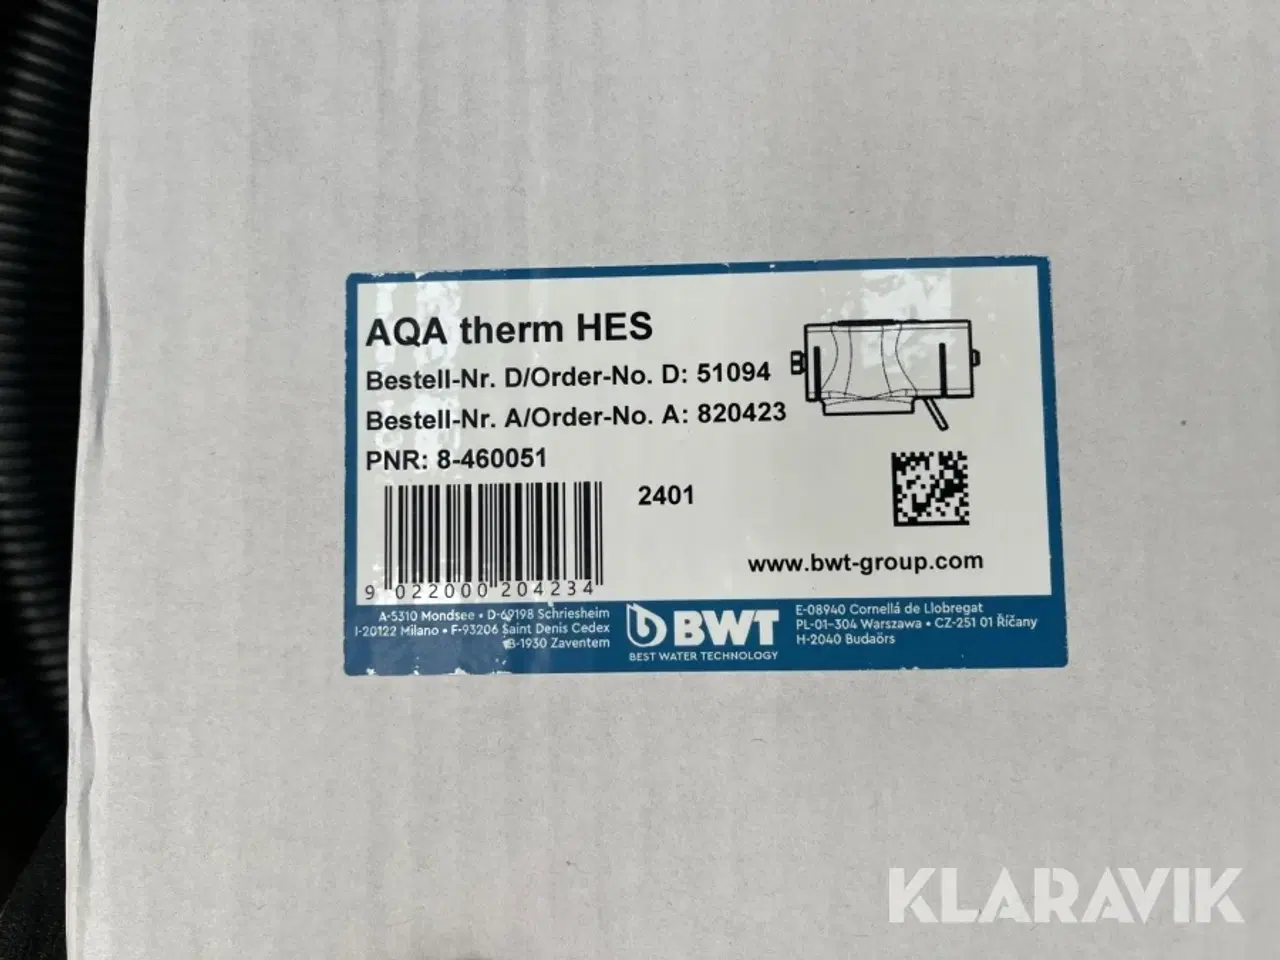 AQA therm HES
Bestell-Nr. D/Order-No. D: 51094
Bestell-Nr. A/Order-No. A: 820423
PNR: 8-460051
2401
9 022000 204234
www.bwt-group.com
A-5310 Mondsee • D-69198 Schriesheim
I-20122 Milano • F-93206 Saint Denis Cedex
B-1930 Zaventem
BWT
BEST WATER TECHNOLOGY
E-08940 Cornellá de Llobregat
PL-01-304 Warszawa • CZ-251 01 Říčany
H-2040 Budaörs
KLARAVIK